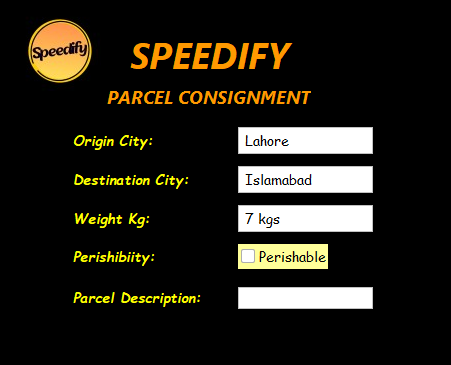 Speedify
SPEEDIFY
PARCEL CONSIGNMENT
Origin City: Lahore
Destination City: Islamabad
Weight Kg: 7 kgs
Perishibiity: Perishable
Parcel Description: